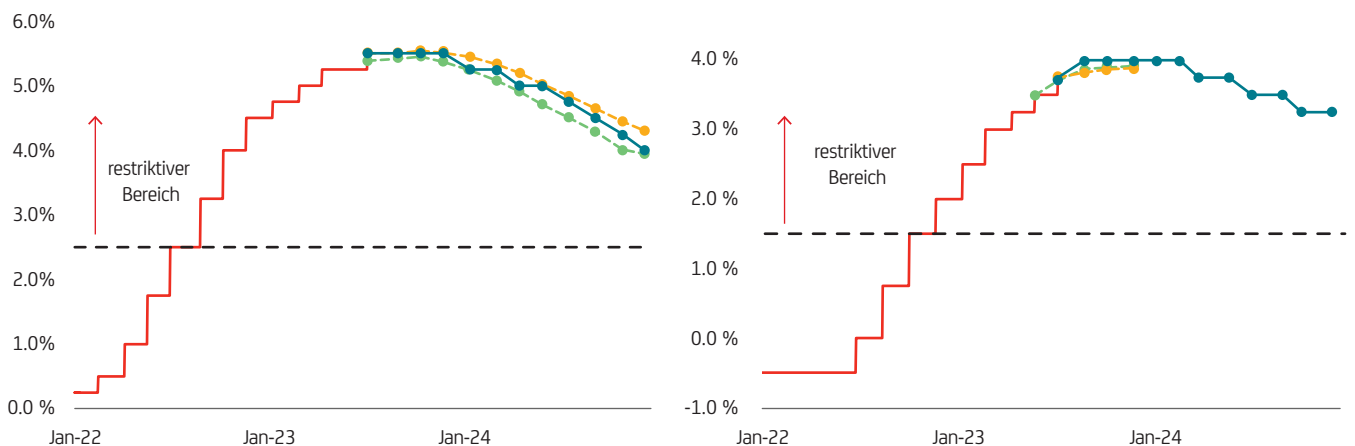 6.0%
5.0%
4.0%
3.0%
2.0%
1.0%
0.0 %
restriktiver
Bereich
Jan-22
Jan-23
Jan-24
4.0 %
3.0 %
2.0 %
1.0 %
0.0 %
-1.0 %
restriktiver
Bereich
Jan-22
Jan-23
Jan-24